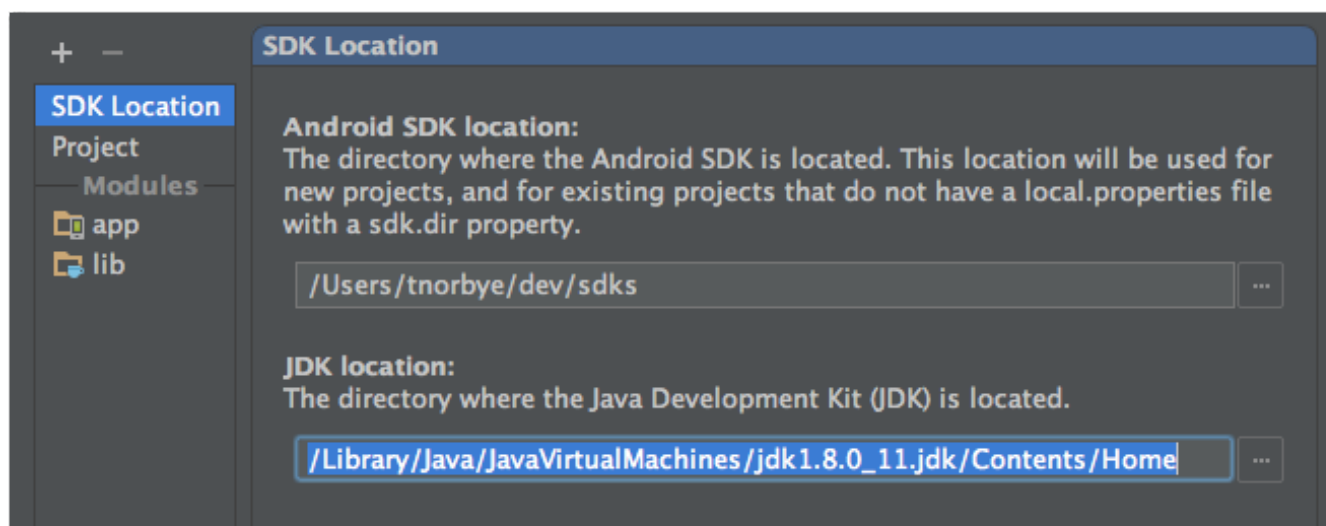 + −
SDK Location
Project
Modules
app
lib
SDK Location
Android SDK location:
The directory where the Android SDK is located. This location will be used for
new projects, and for existing projects that do not have a local.properties file
with a sdk.dir property.
/Users/tnorbye/dev/sdks
...
JDK location:
The directory where the Java Development Kit (JDK) is located.
/Library/Java/JavaVirtualMachines/jdk1.8.0_11.jdk/Contents/Home
...